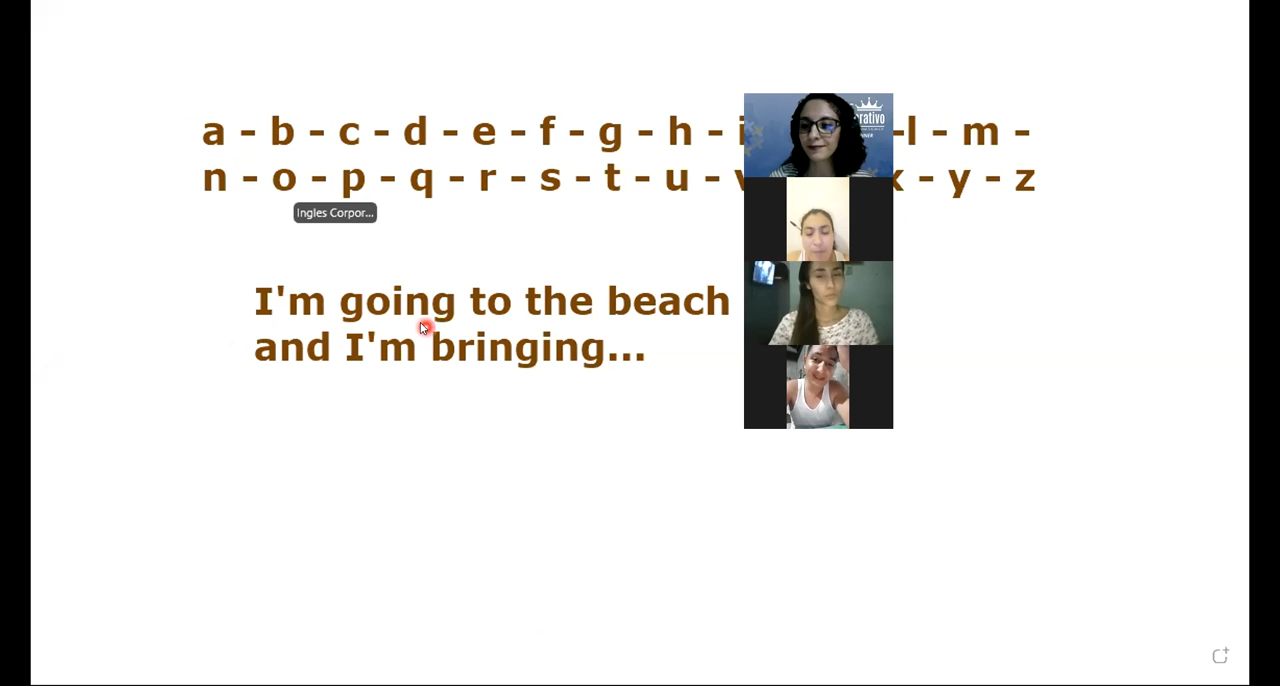 a - b - c - d - e - f - g - h - i -l - m -
n - o - p - q - r - s - t - u - v x - y - z
Ingles Corpor...
I'm going to the beach
and I'm bringing...